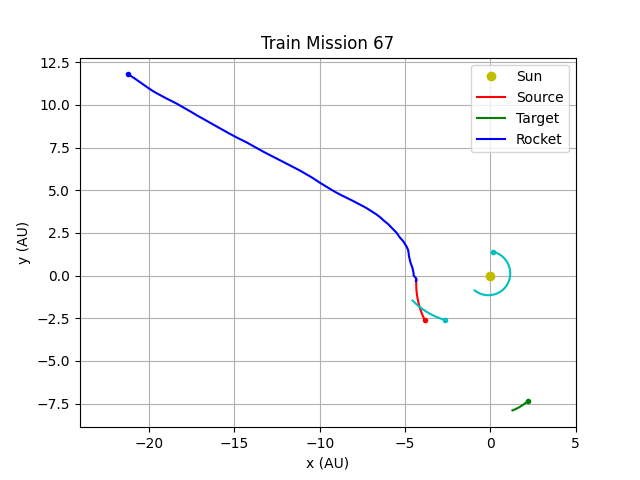 Train Mission 67
Sun
Source
Target
Rocket
12.5
10.0
7.5
5.0
2.5
0.0
−2.5
−5.0
−7.5
y (AU)
−20 −15 −10 −5 0 5
x (AU)